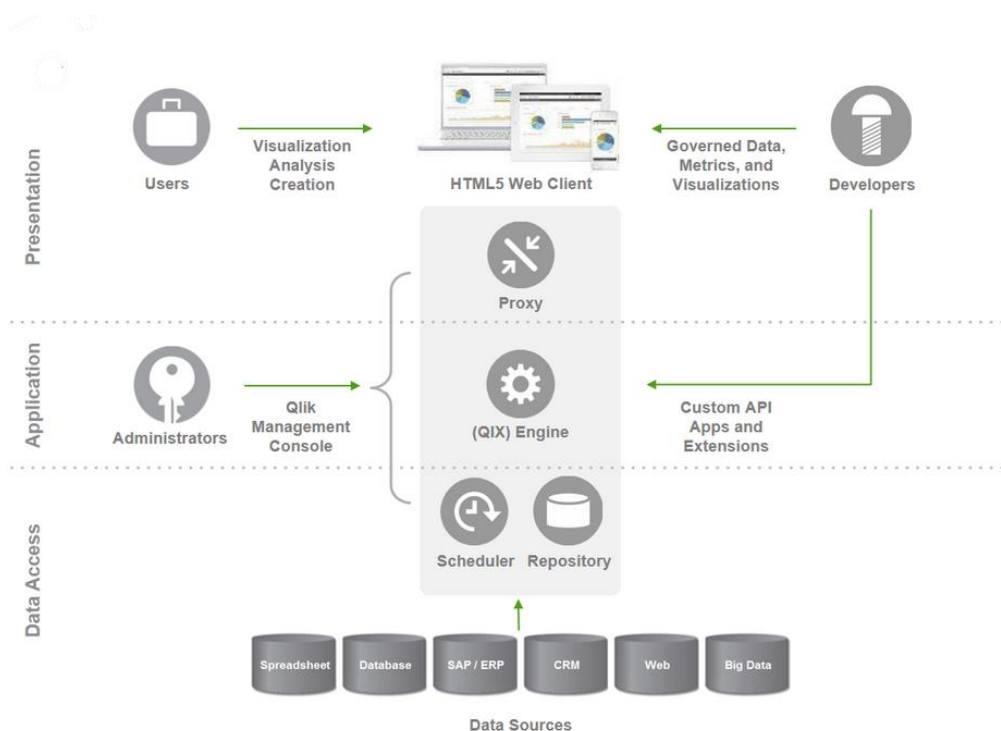 Presentation
Users
Visualization
Analysis
Creation
HTML5 Web Client
Governed Data,
Metrics, and
Visualizations
Developers
Proxy
Application
Administrators
Qlik
Management
Console
(QIX) Engine
Custom API
Apps and
Extensions
Data Access
Scheduler
Repository
Spreadsheet
Database
SAP / ERP
CRM
Web
Big Data
Data Sources